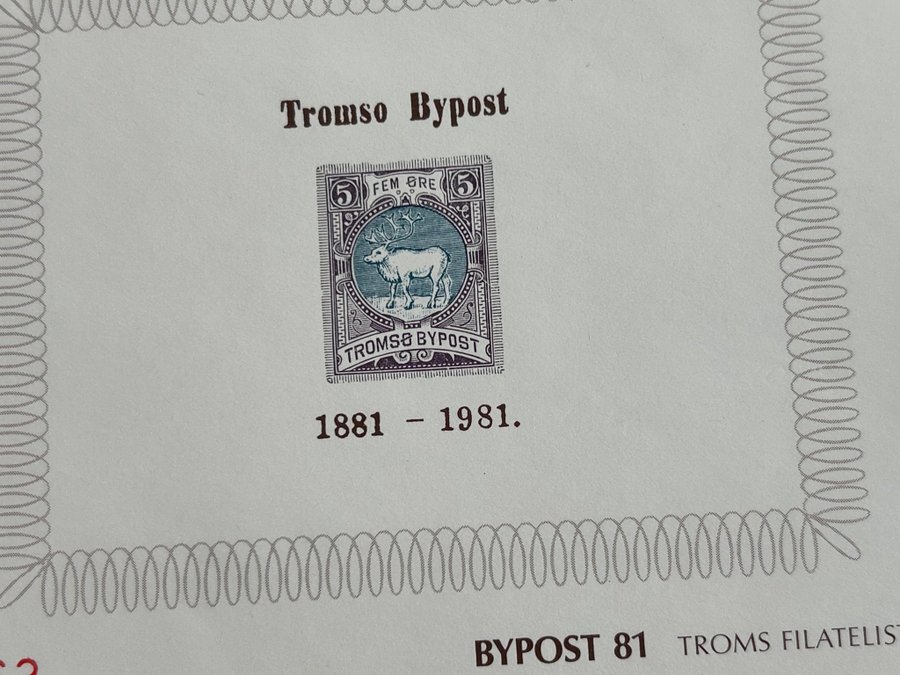 Tromso Bypost
5 FEM ØRE 5
TROMSØ BYPOST
1881 – 1981.
BYPOST 81 TROMS FILATELIST